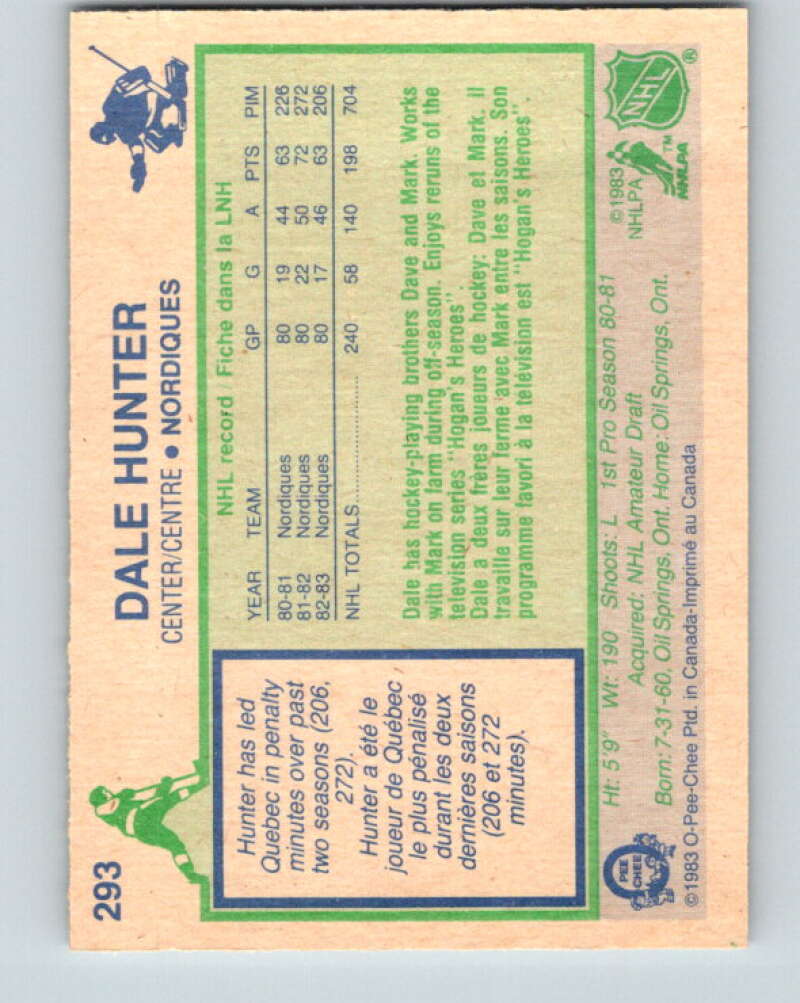 293
DALE HUNTER
CENTER/CENTRE • NORDIQUES
Hunter has led
Quebec in penalty
minutes over past
two seasons (206,
272).
Hunter a été le
joueur de Québec
le plus pénalisé
durant les deux
dernières saisons
(206 et 272
minutes).
NHL record / Fiche dans la LNH
YEAR TEAM GP G A PTS PIM
80-81 Nordiques 80 19 44 63 226
81-82 Nordiques 80 22 50 72 272
82-83 Nordiques 80 17 46 63 206
NHL TOTALS 240 58 140 198 704
Dale has hockey-playing brothers Dave and Mark. Works
with Mark on farm during off-season. Enjoys reruns of the
television series "Hogan's Heroes".
Dale a deux frères joueurs de hockey: Dave et Mark. Il
travaille sur leur ferme avec Mark entre les saisons. Son
programme favori à la télévision est "Hogan's Heroes".
Ht: 5'9" Wt: 190 Shoots: L 1st Pro Season 80-81
Acquired: NHL Amateur Draft
Born: 7-31-60, Oil Springs, Ont. Home: Oil Springs, Ont.
©1983 O-Pee-Chee Ptd. in Canada-Imprimé au Canada
O
PEE
CHEE
©1983
NHLPA
NHL
®
TM
NHLPA